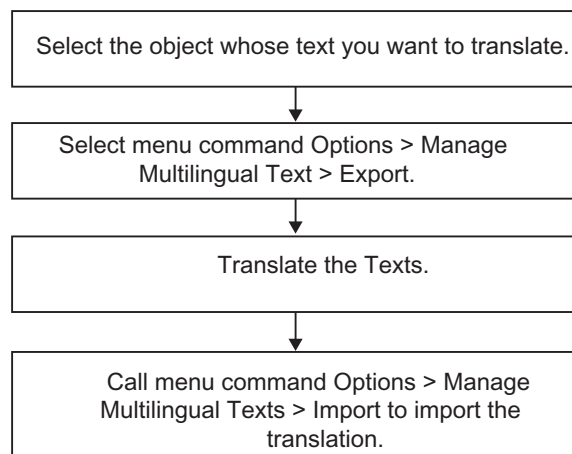 Select the object whose text you want to translate.
Select menu command Options > Manage
Multilingual Text > Export.
Translate the Texts.
Call menu command Options > Manage
Multilingual Texts > Import to import the
translation.